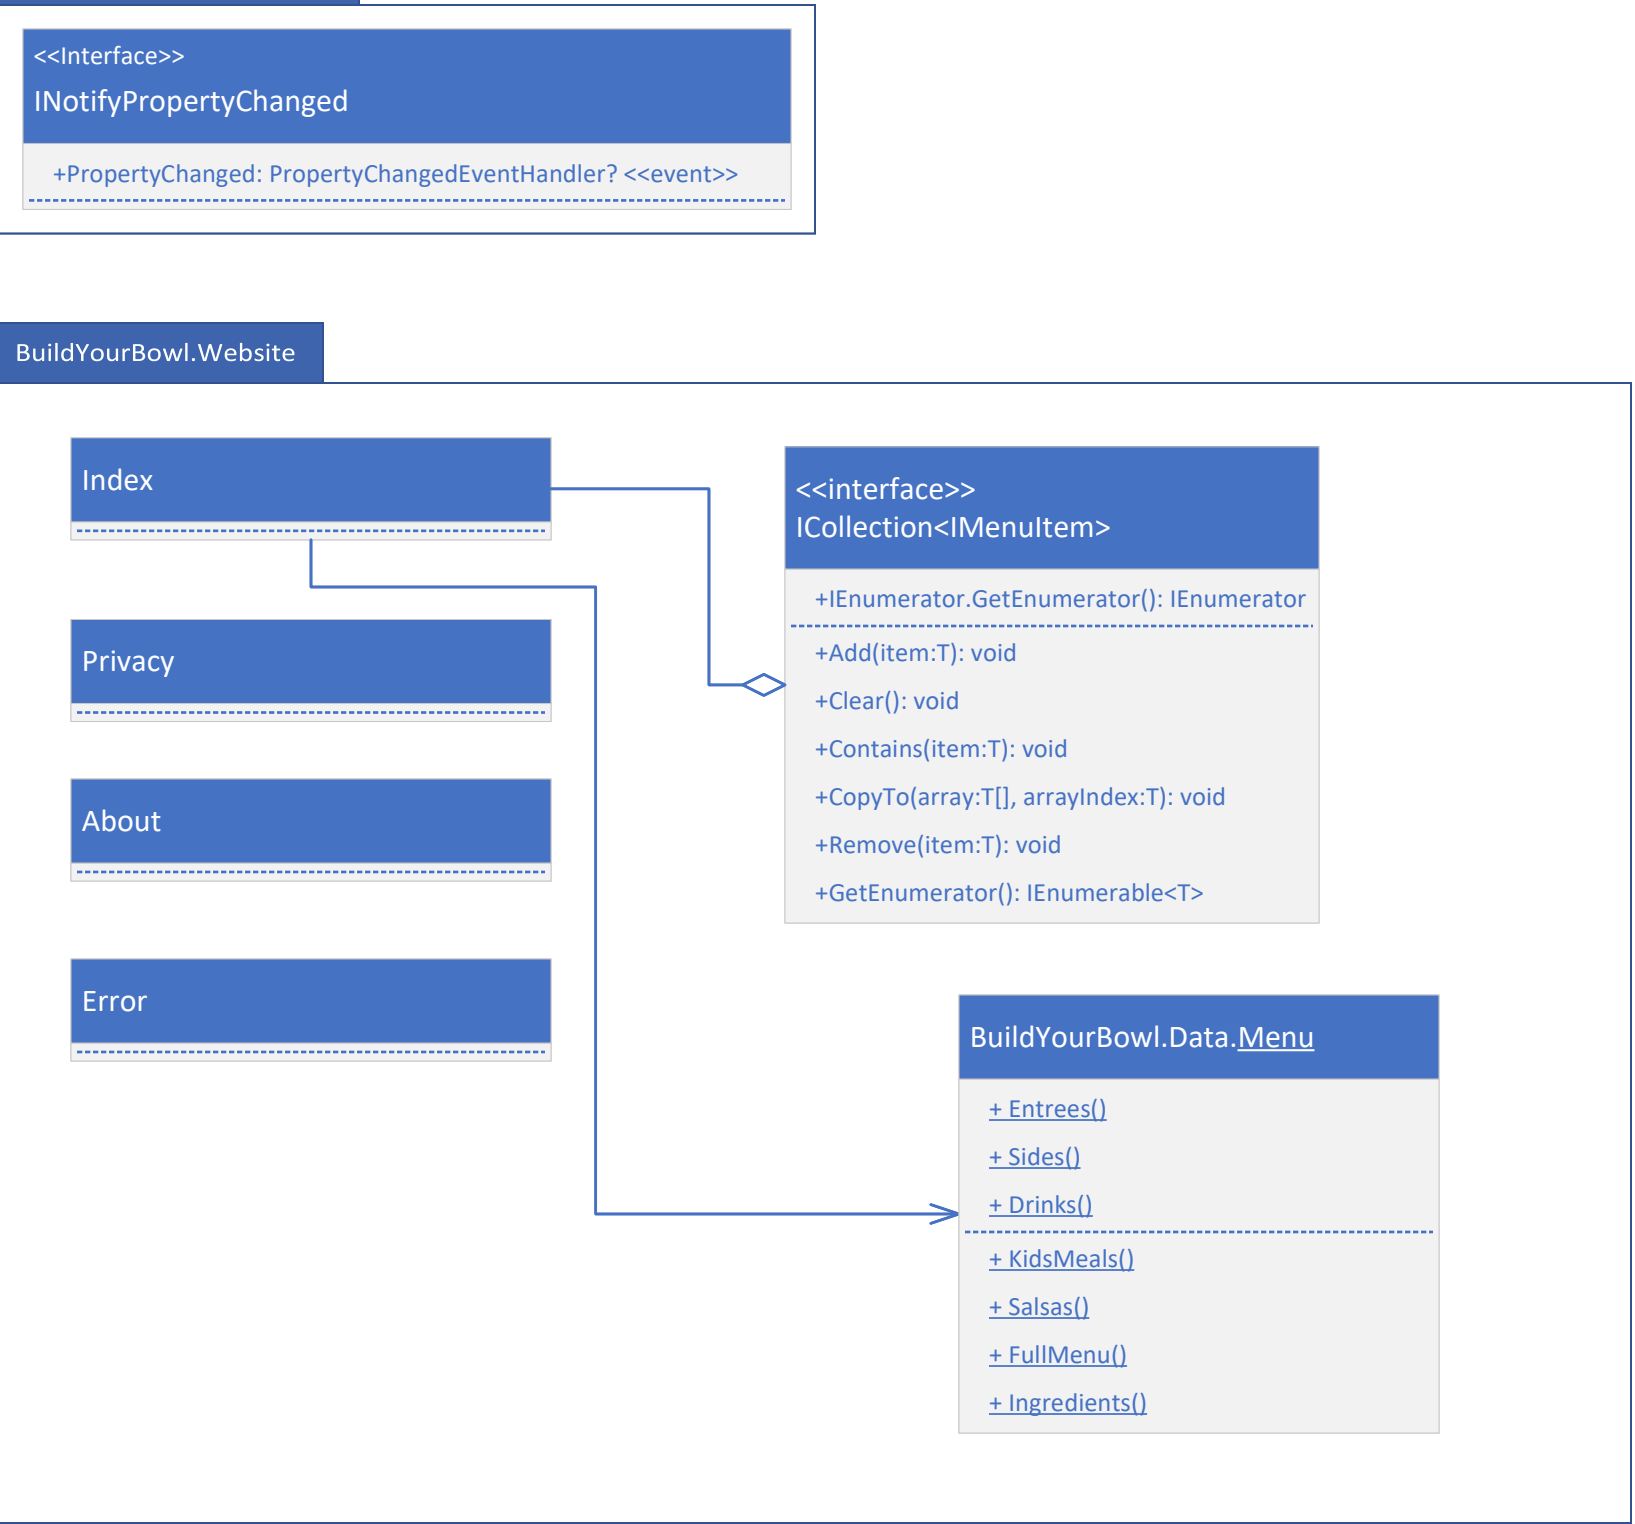 <<Interface>>
INotifyPropertyChanged
+PropertyChanged: PropertyChangedEventHandler? <<event>>
BuildYourBowl.Website
Index
Privacy
About
Error
<<interface>>
ICollection<IMenuItem>
+IEnumerator.GetEnumerator(): IEnumerator
+Add(item:T): void
+Clear(): void
+Contains(item:T): void
+CopyTo(array:T[], arrayIndex:T): void
+Remove(item:T): void
+GetEnumerator(): IEnumerable<T>
BuildYourBowl.Data.Menu
+ Entrees()
+ Sides()
+ Drinks()
+ KidsMeals()
+ Salsas()
+ FullMenu()
+ Ingredients()